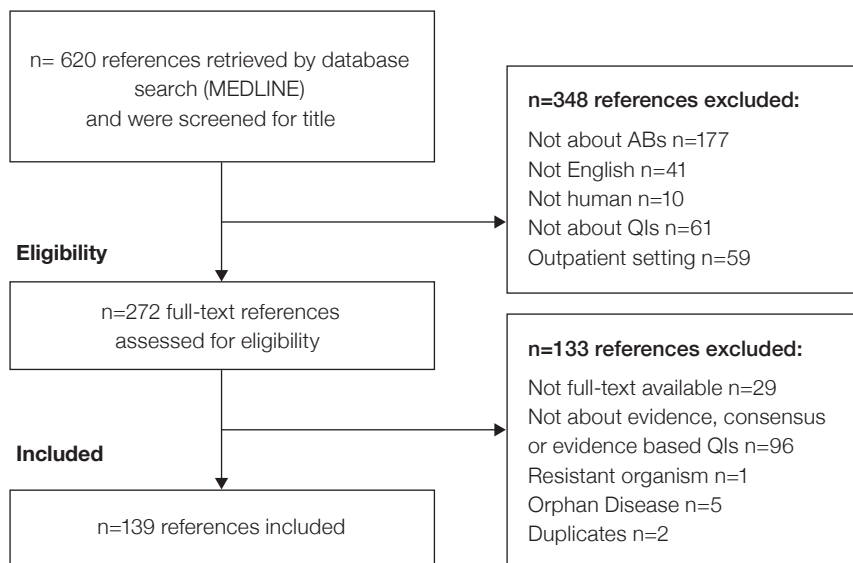 n= 620 references retrieved by database
search (MEDLINE)
and were screened for title
n=348 references excluded:
Not about ABs n=177
Not English n=41
Not human n=10
Not about QIs n=61
Outpatient setting n=59
Eligibility
n=272 full-text references
assessed for eligibility
n=133 references excluded:
Not full-text available n=29
Not about evidence, consensus
or evidence based QIs n=96
Resistant organism n=1
Orphan Disease n=5
Duplicates n=2
Included
n=139 references included